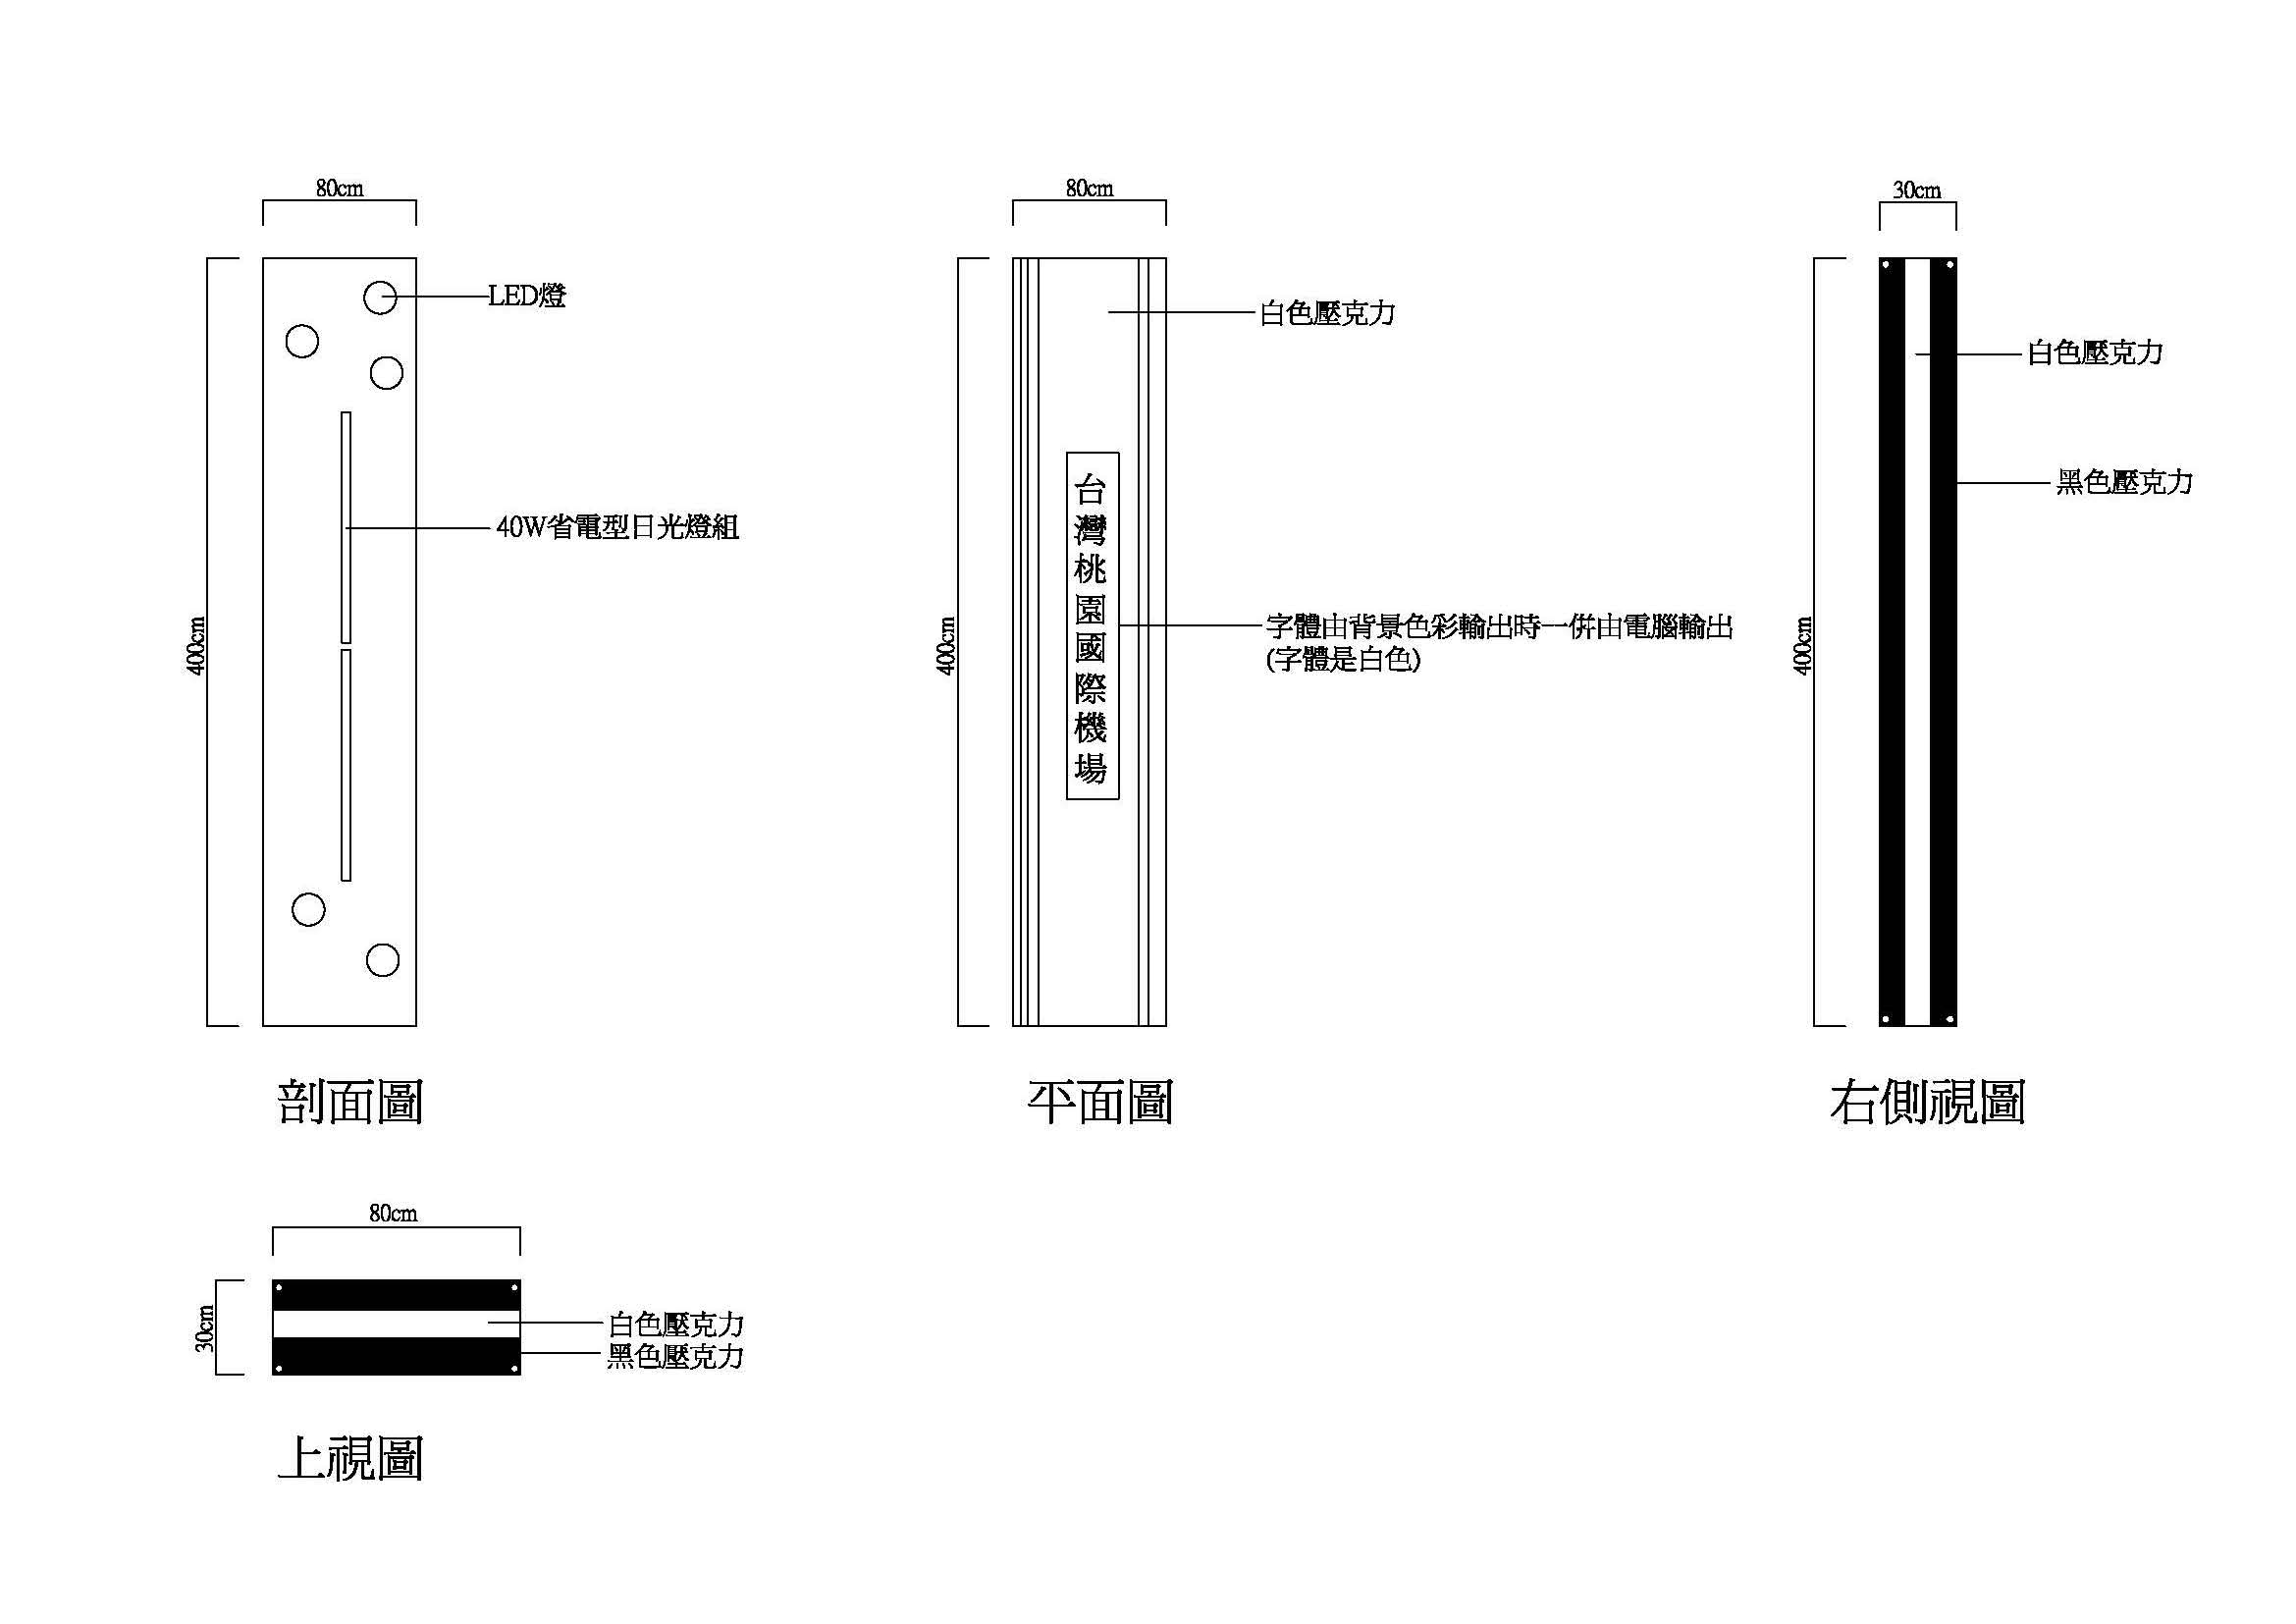 80cm
400cm
LED燈
40W省電型日光燈組
剖面圖
80cm
400cm
白色壓克力
台灣桃園國際機場
字體由背景色彩輸出時一併由電腦輸出
(字體是白色)
平面圖
30cm
400cm
白色壓克力
黑色壓克力
右側視圖
80cm
30cm
白色壓克力
黑色壓克力
上視圖